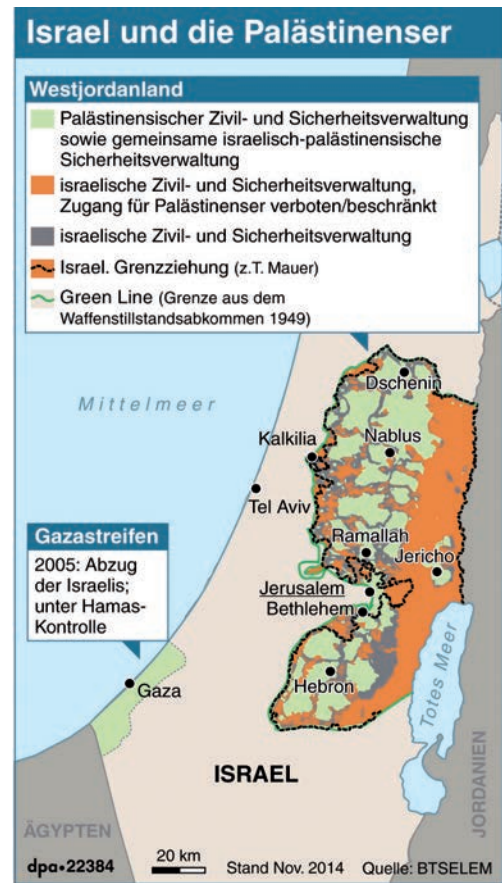 Israel und die Palästinenser
Westjordanland
Palästinensischer Zivil- und Sicherheitsverwaltung
sowie gemeinsame israelisch-palästinensische
Sicherheitsverwaltung
israelische Zivil- und Sicherheitsverwaltung,
Zugang für Palästinenser verboten/beschränkt
israelische Zivil- und Sicherheitsverwaltung
Israel. Grenzziehung (z.T. Mauer)
Green Line (Grenze aus dem
Waffenstillstandsabkommen 1949)
Mittelmeer
Dschenin
Kalkilia
Nablus
Tel Aviv
Ramallah
Jericho
Gazastreifen
2005: Abzug
der Israelis;
unter Hamas-
Kontrolle
Jerusalem
Bethlehem
Hebron
Totes Meer
Gaza
ISRAEL
ÄGYPTEN
JORDANIEN
dpa•22384
20 km
Stand Nov. 2014
Quelle: BTSELEM